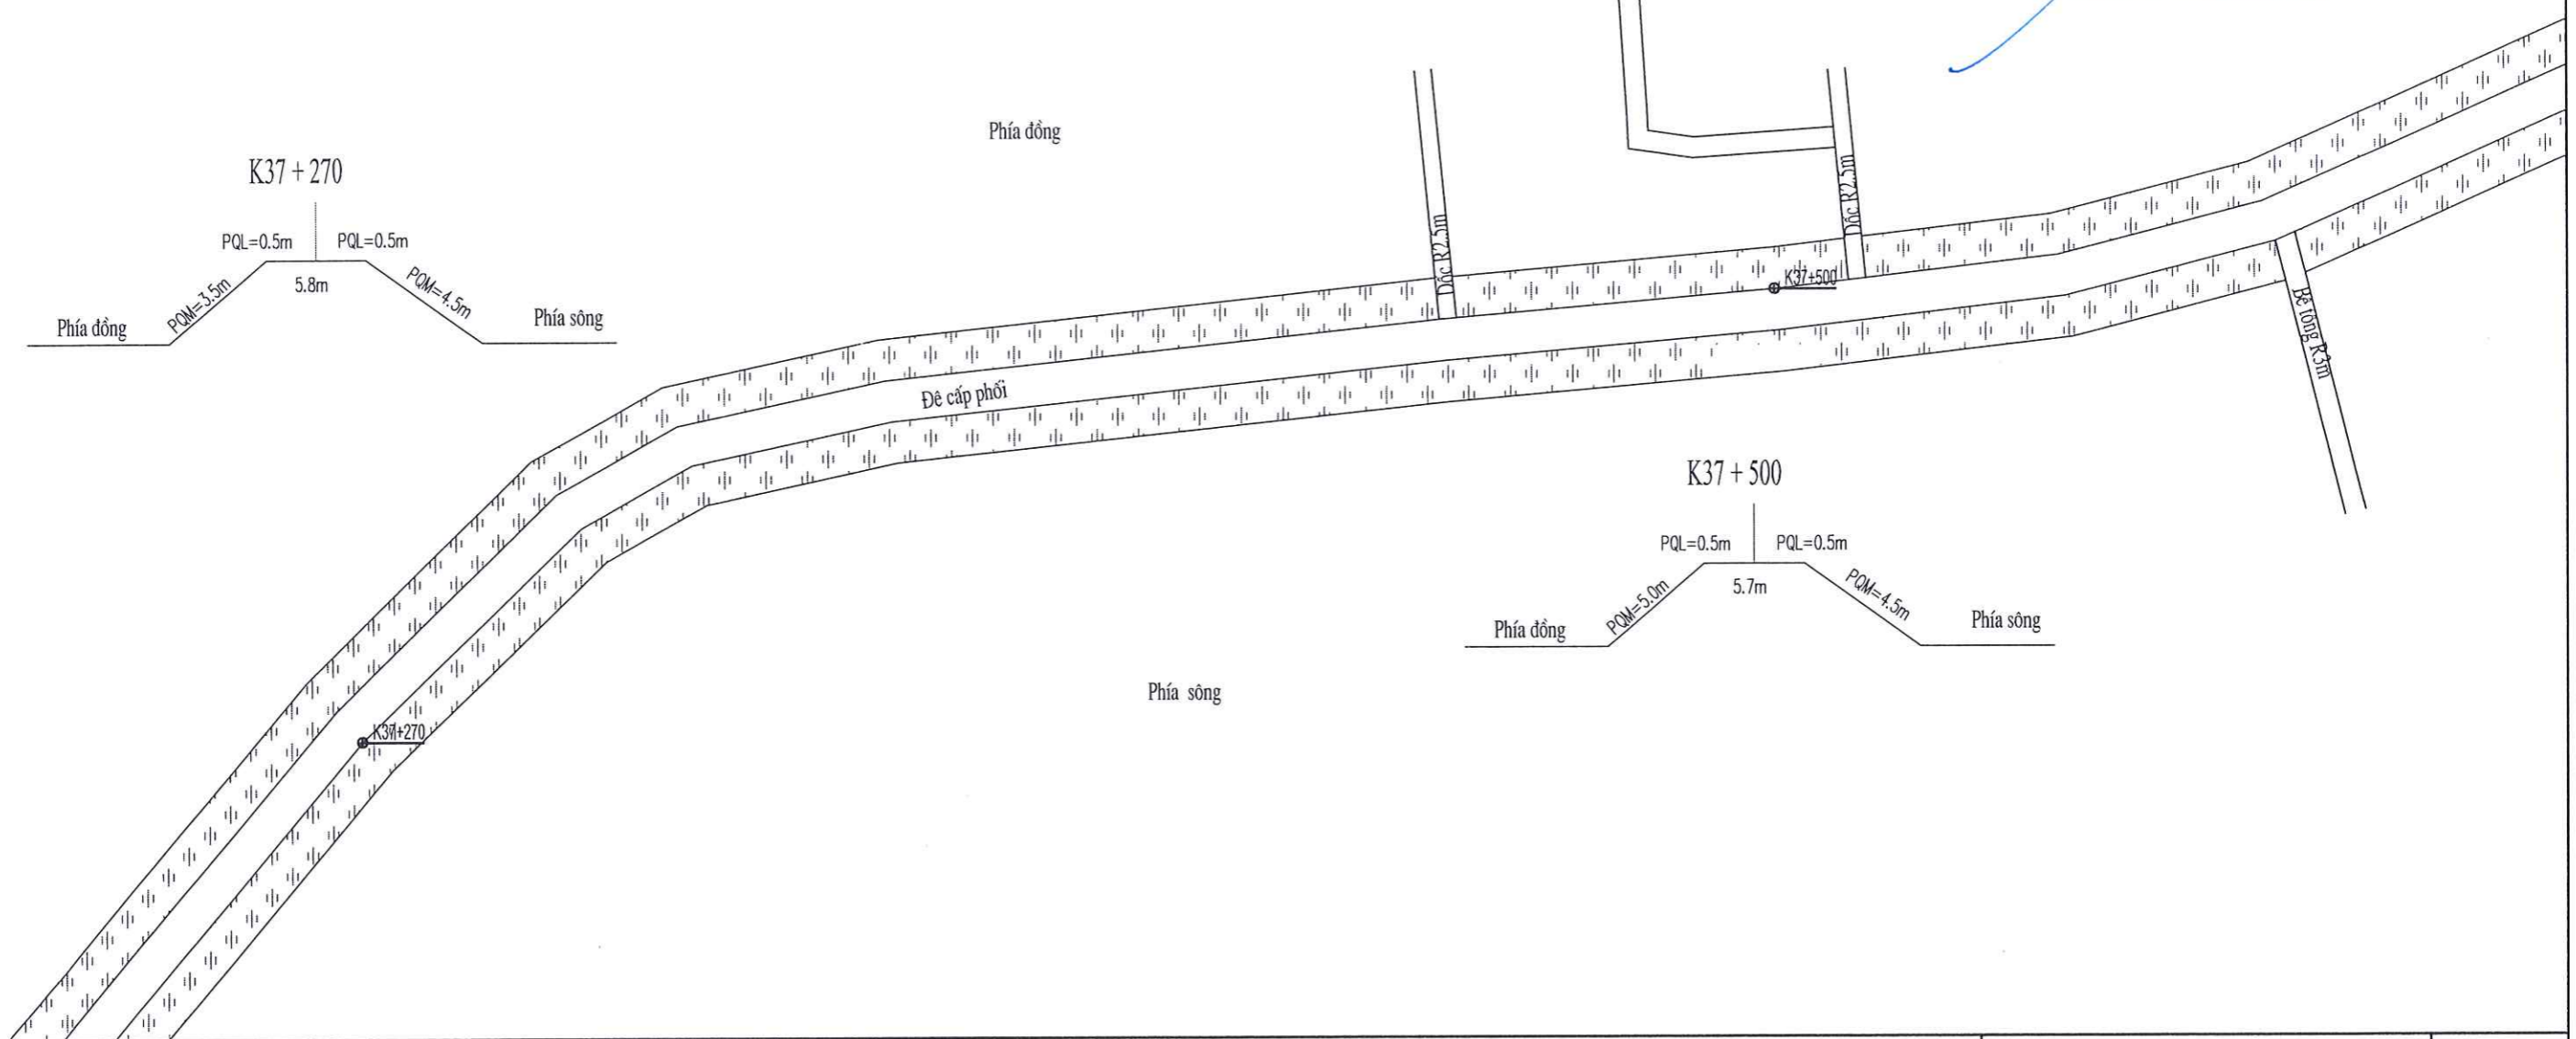 Phía đồng
K37 + 270
PQL=0.5m PQL=0.5m
5.8m
PQM=3.5m
PQM=4.5m
Phía đồng
Phía sông
Dốc R2.5m
Dốc R2.5m
K37+500
Bê tông R3m
Đê cấp phối
K37 + 500
PQL=0.5m PQL=0.5m
5.7m
PQM=5.0m
PQM=4.5m
Phía đồng
Phía sông
Phía sông
K37+270